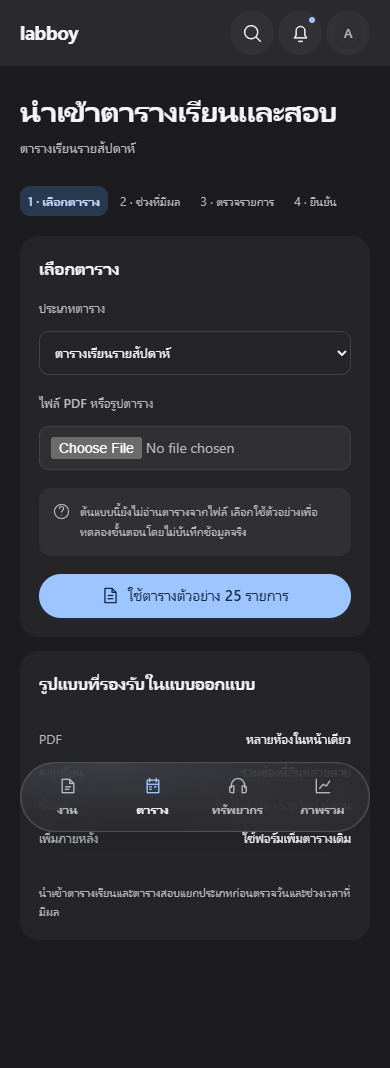 labboy
A
นำเข้าตารางเรียนและสอบ
ตารางเรียนรายสัปดาห์
1 · เลือกตาราง
2 · ช่วงที่มีผล
3 · ตรวจรายการ
4 · ยืนยัน
เลือกตาราง
ประเภทตาราง
ตารางเรียนรายสัปดาห์
ไฟล์ PDF หรือรูปตาราง
Choose File No file chosen
ต้นแบบนี้ยังไม่อ่านตารางจากไฟล์ เลือกใช้ตัวอย่างเพื่อ
ทดลองขั้นตอนโดยไม่บันทึกข้อมูลจริง
ใช้ตารางตัวอย่าง 25 รายการ
รูปแบบที่รองรับในแบบออกแบบ
PDF
หลายห้องในหน้าเดียว
งาน
ตาราง
ทรัพยากร
ภาพรวม
เพิ่มภายหลัง
ใช้ฟอร์มเพิ่มตารางเดิม
นำเข้าตารางเรียนและตารางสอบแยกประเภทก่อนตรวจวันและช่วงเวลาที่
มีผล